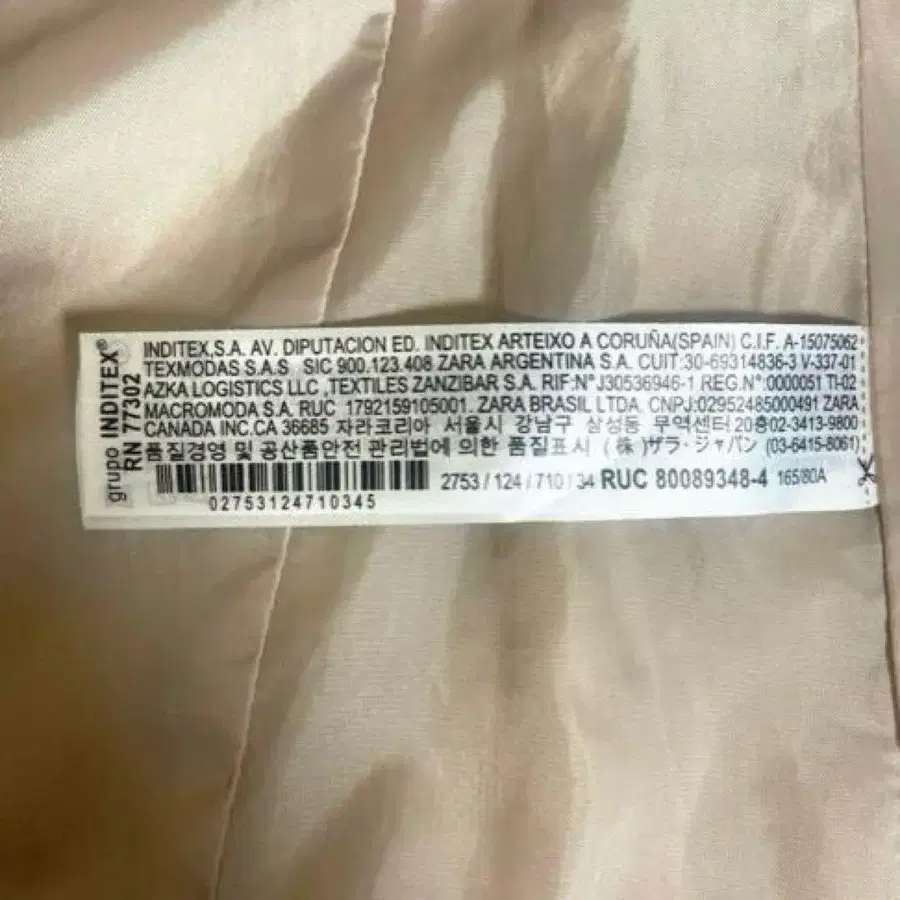 grupo INDITEX®
RN 77302
INDITEX,S.A. AV. DIPUTACION ED. INDITEX ARTEIXO A CORUÑA(SPAIN) C.I.F. A-15075062
TEXMODAS S.A.S SIC 900.123.408 ZARA ARGENTINA S.A. CUIT:30-69314836-3 V-337-01
AZKA LOGISTICS LLC ,TEXTILES ZANZIBAR S.A. RIF:Nº J30536946-1 REG.N°:0000051 TI-02
MACROMODA S.A. RUC 1792159105001. ZARA BRASIL LTDA. CNPJ:02952485000491 ZARA
CANADA INC.CA 36685 자라코리아 서울시 강남구 삼성동 무역센터 20층02-3413-9800
품질경영 및 공산품안전 관리법에 의한 품질표시 (株)ザラ・ジャパン (03-6415-8061)
2753 / 124 / 710 / 34 RUC 80089348-4 165/80A
02753124710345